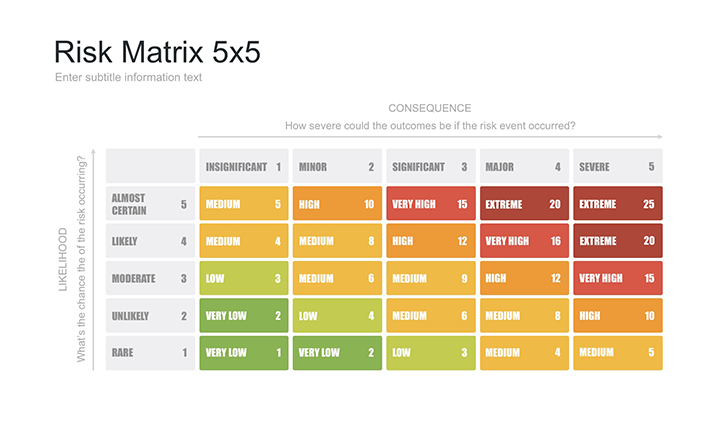 Risk Matrix 5x5
Enter subtitle information text
CONSEQUENCE
How severe could the outcomes be if the risk event occurred?
LIKELIHOOD
What's the chance the of the risk occurring?
INSIGNIFICANT 1 MINOR 2 SIGNIFICANT 3 MAJOR 4 SEVERE 5
ALMOST
CERTAIN 5 MEDIUM 5 HIGH 10 VERY HIGH 15 EXTREME 20 EXTREME 25
LIKELY 4 MEDIUM 4 MEDIUM 8 HIGH 12 VERY HIGH 16 EXTREME 20
MODERATE 3 LOW 3 MEDIUM 6 MEDIUM 9 HIGH 12 VERY HIGH 15
UNLIKELY 2 VERY LOW 2 LOW 4 MEDIUM 6 MEDIUM 8 HIGH 10
RARE 1 VERY LOW 1 VERY LOW 2 LOW 3 MEDIUM 4 MEDIUM 5